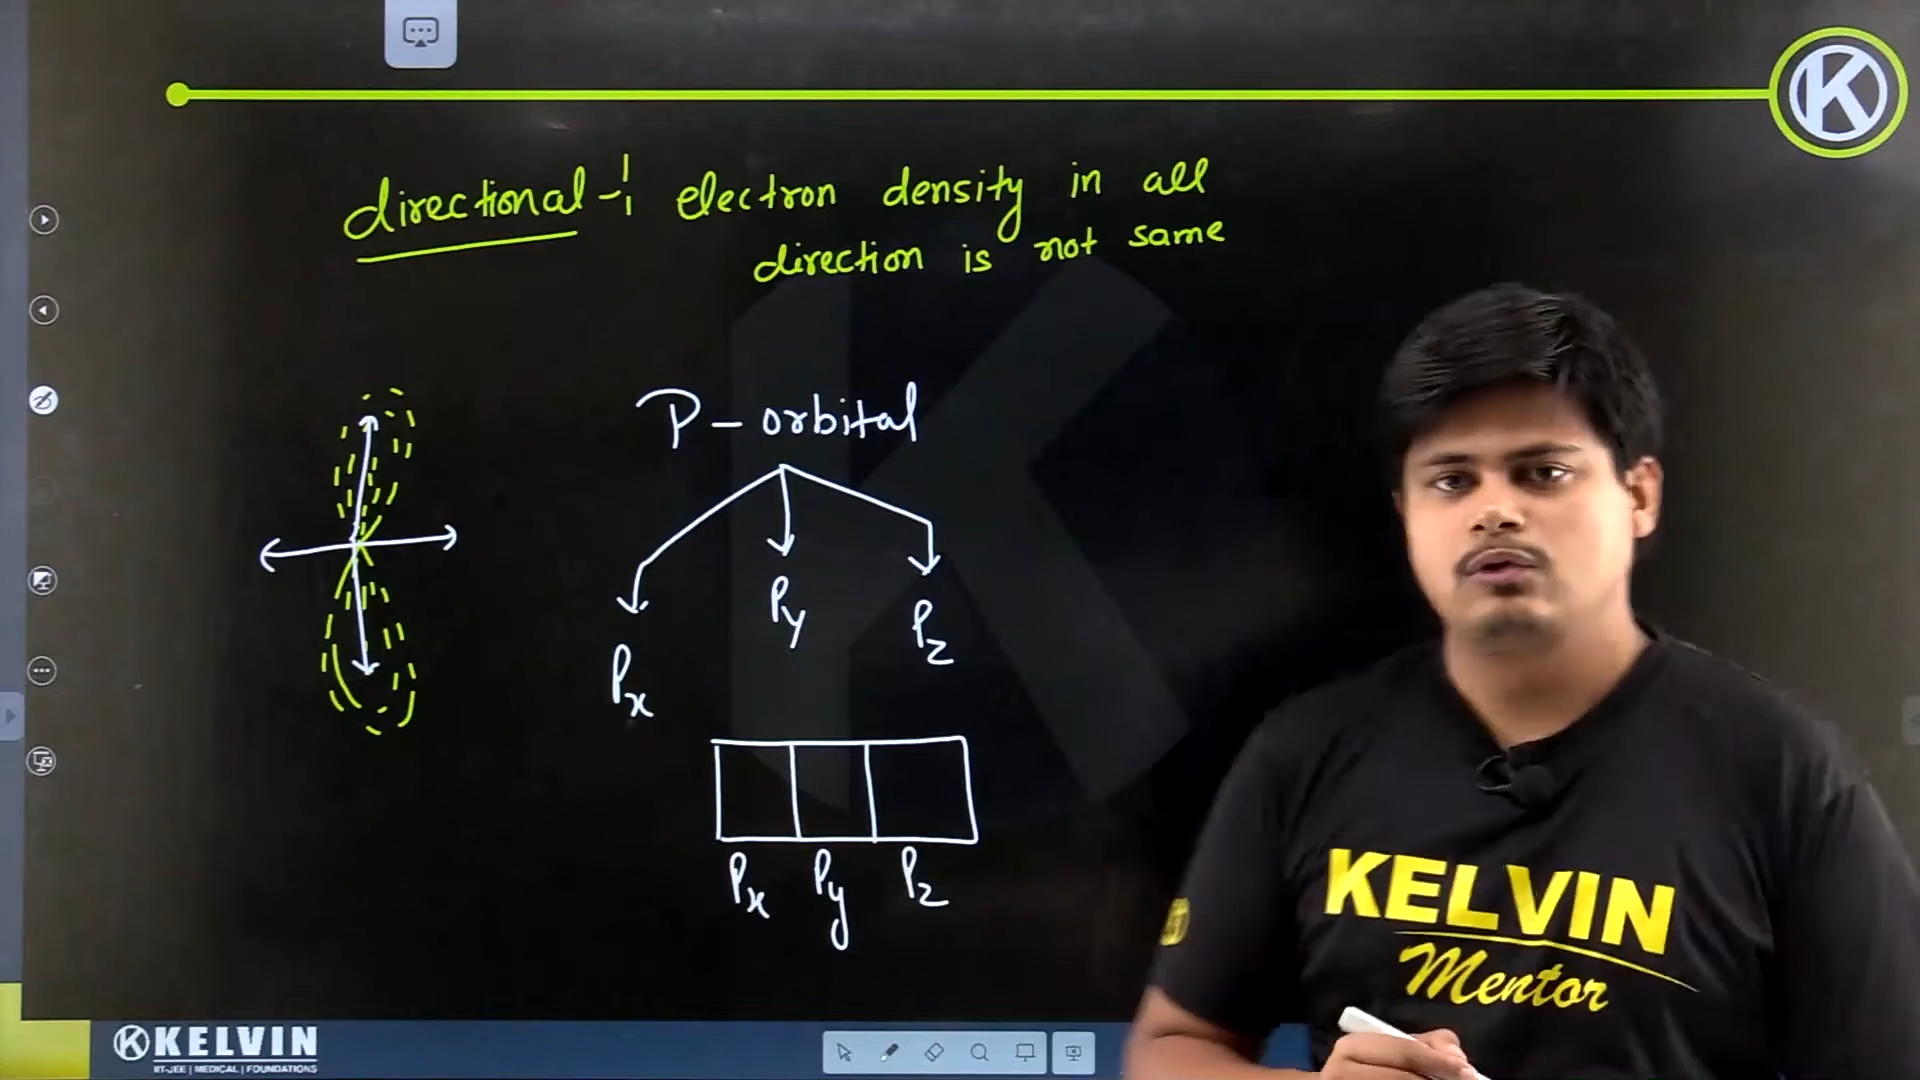 directional -: electron density in all
direction is not same
P - orbital
Px
Py
Pz
Px Py Pz
KELVIN
Mentor
KELVIN
IIT-JEE | MEDICAL | FOUNDATIONS